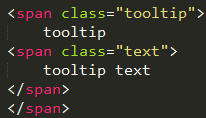 <span class="tooltip">
tooltip
<span class="text">
tooltip text
</span>
</span>